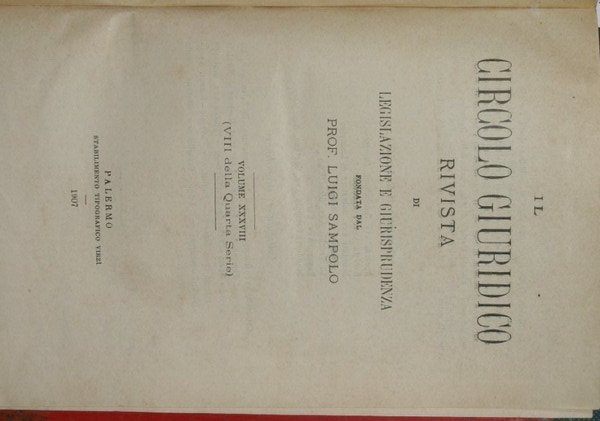 IL
CIRCOLO GIURIDICO
RIVISTA
DI
LEGISLAZIONE E GIURISPRUDENZA
FONDATA DAL
PROF. LUIGI SAMPOLO
VOLUME XXXVIII
(VIII della Quarta Serie)
PALERMO
STABILIMENTO TIPOGRAFICO VIRZÌ
1907